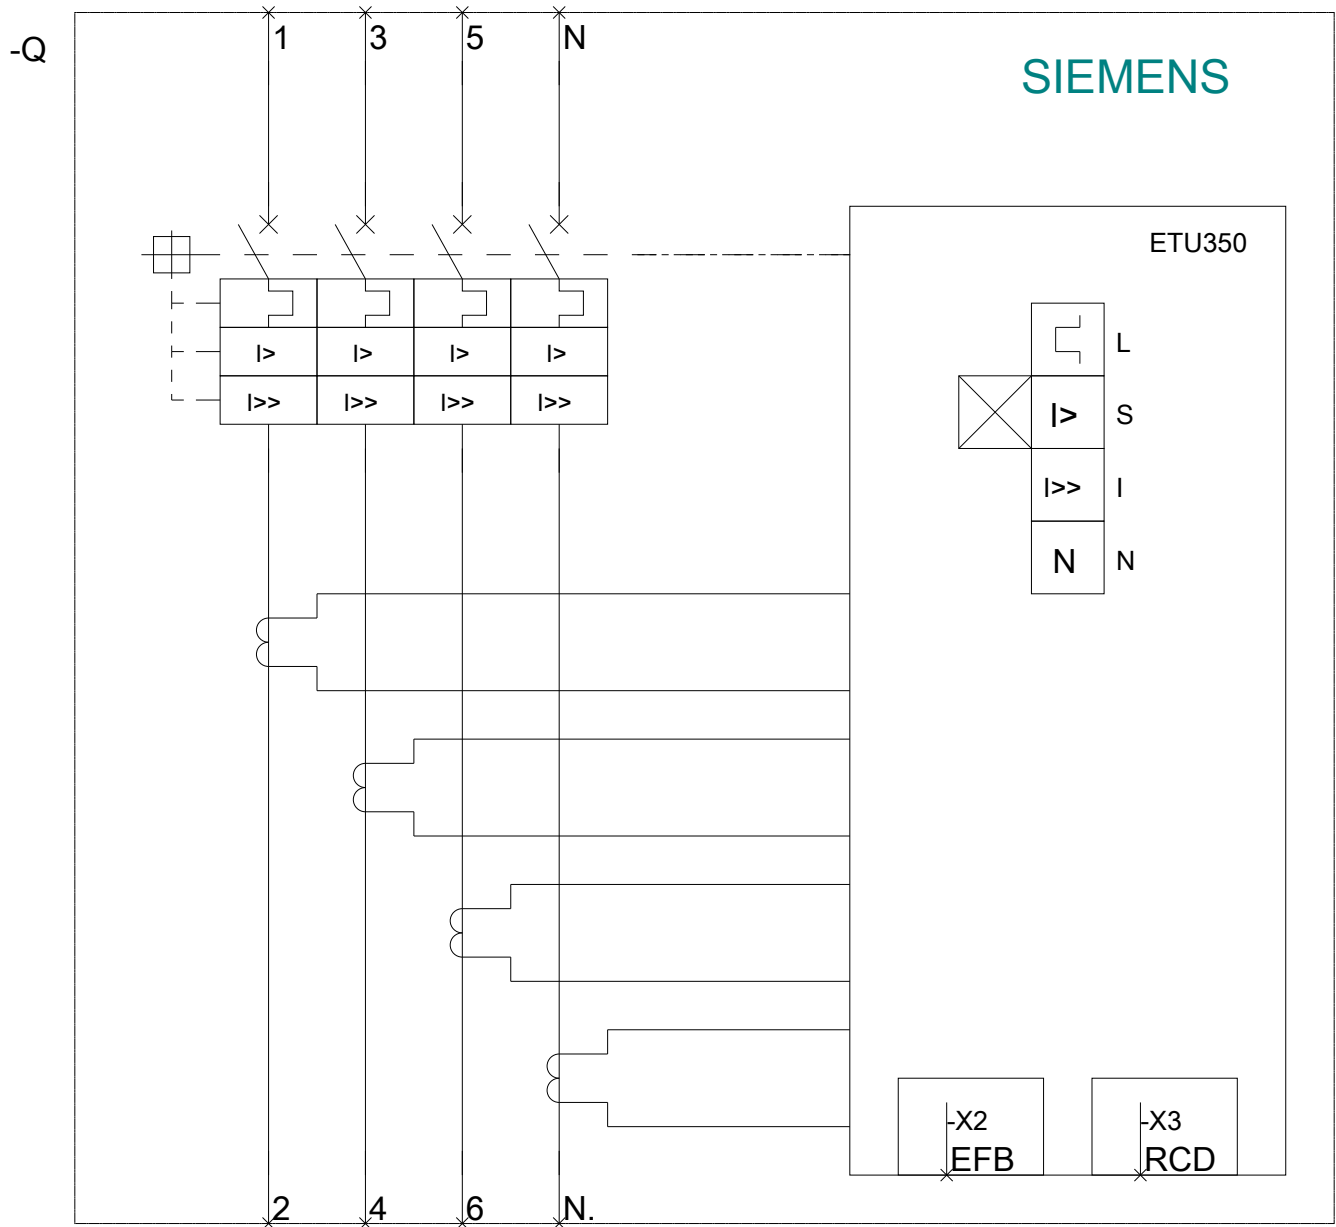 1 3 5 N
-Q
SIEMENS
ETU350
L
I> I> I> I>
I>> I>> I>> I>>
I> S
I>> I
N N
-X2 -X3
EFB RCD
2 4 6 N.